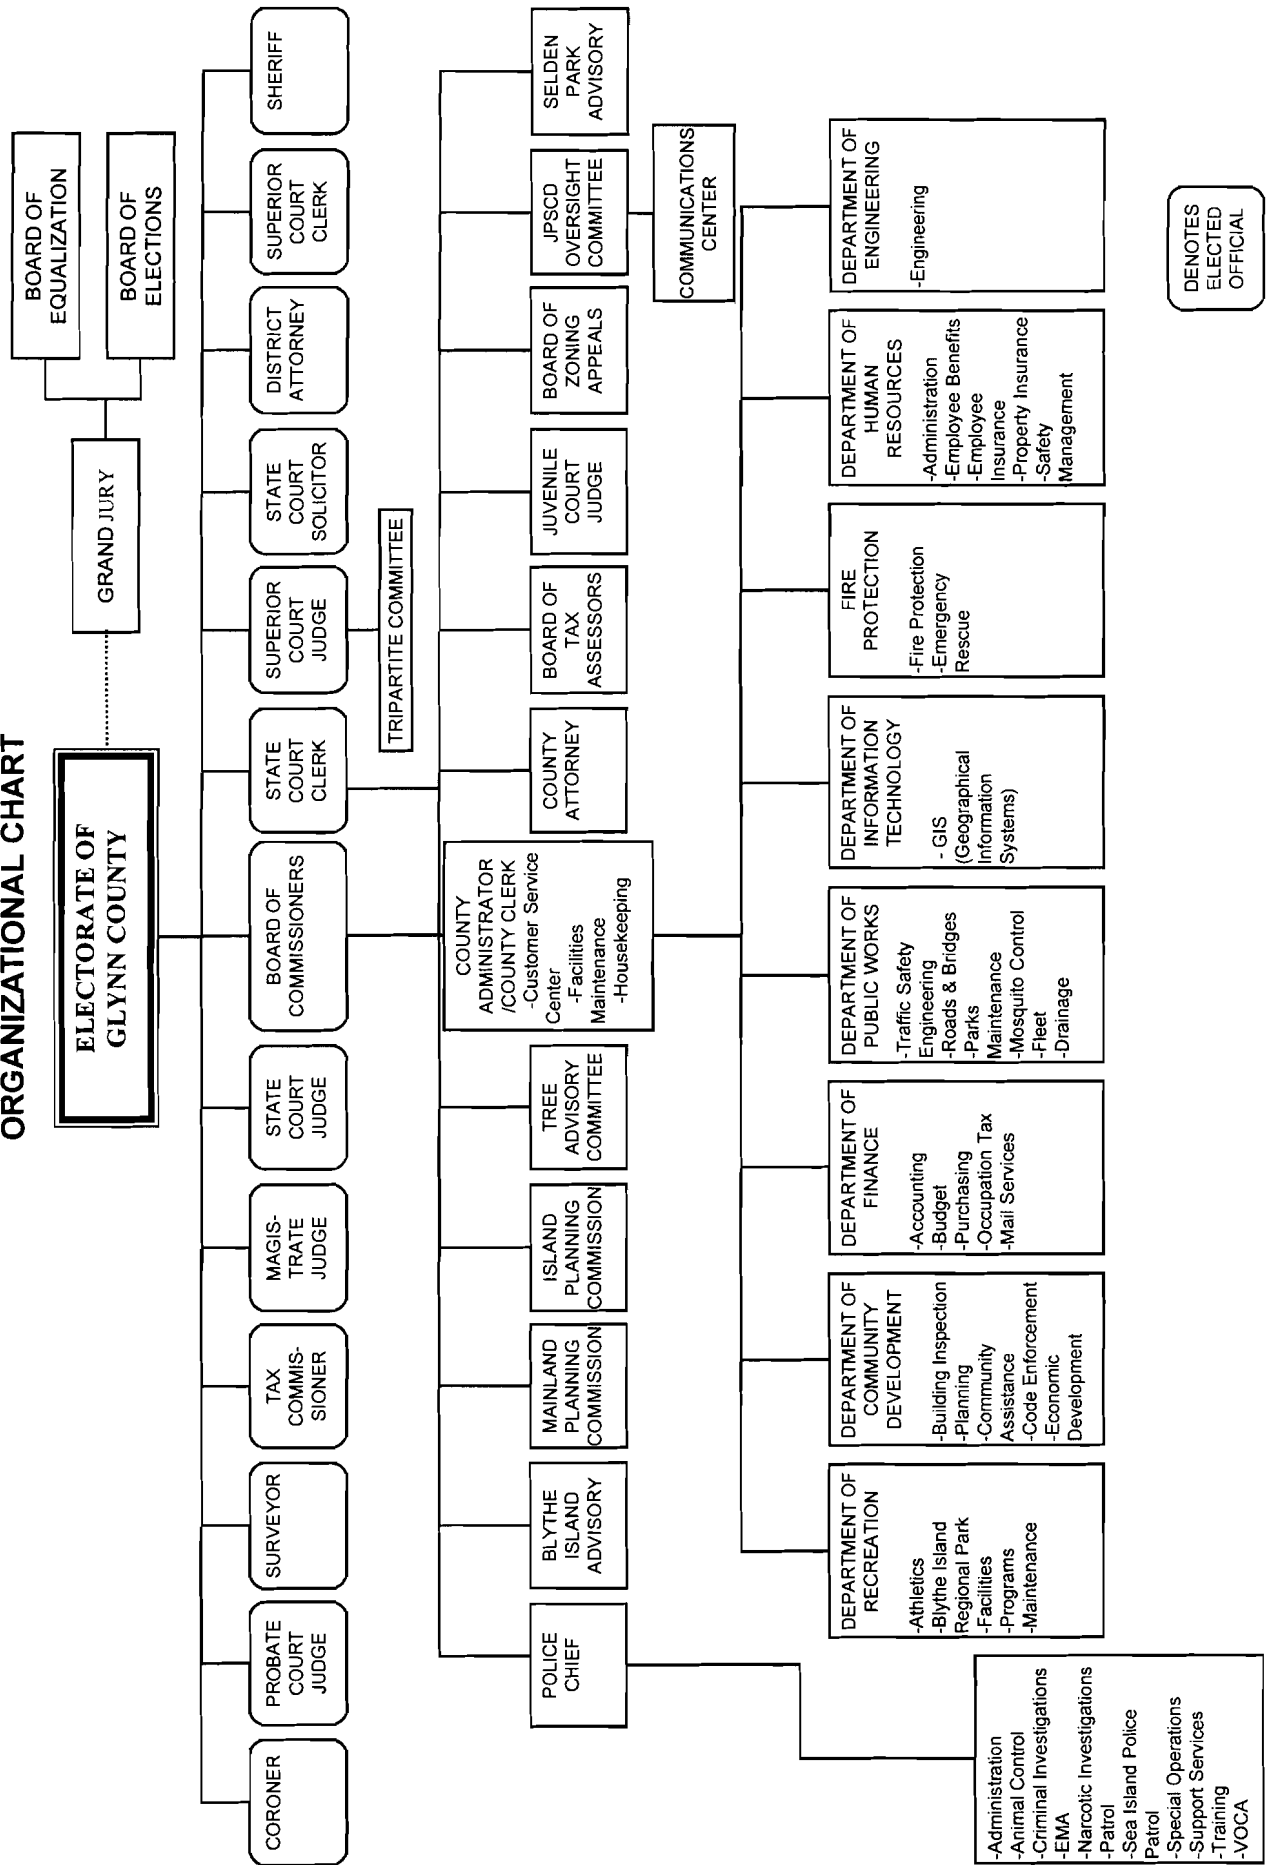 ORGANIZATIONAL CHART
ELECTORATE OF
GLYNN COUNTY
GRAND JURY
BOARD OF
EQUALIZATION
BOARD OF
ELECTIONS
CORONER
PROBATE
COURT
JUDGE
SURVEYOR
TAX
COMMIS-
SIONER
MAGIS-
TRATE
JUDGE
STATE
COURT
JUDGE
BOARD OF
COMMISSIONERS
STATE
COURT
CLERK
SUPERIOR
COURT
JUDGE
STATE
COURT
SOLICITOR
DISTRICT
ATTORNEY
SUPERIOR
COURT
CLERK
SHERIFF
TRIPARTITE COMMITTEE
POLICE
CHIEF
BLYTHE
ISLAND
ADVISORY
MAINLAND
PLANNING
COMMISSION
ISLAND
PLANNING
COMMISSION
TREE
ADVISORY
COMMITTEE
COUNTY
ADMINISTRATOR
/COUNTY CLERK
-Customer Service
Center
-Facilities
Maintenance
-Housekeeping
COUNTY
ATTORNEY
BOARD OF
TAX
ASSESSORS
JUVENILE
COURT
JUDGE
BOARD OF
ZONING
APPEALS
JPSCD
OVERSIGHT
COMMITTEE
SELDEN
PARK
ADVISORY
COMMUNICATIONS
CENTER
DEPARTMENT OF
RECREATION
-Athletics
-Blythe Island
Regional Park
-Facilities
-Programs
-Maintenance
DEPARTMENT OF
COMMUNITY
DEVELOPMENT
-Building Inspection
-Planning
-Community
Assistance
-Code Enforcement
-Economic
Development
DEPARTMENT OF
FINANCE
-Accounting
-Budget
-Purchasing
-Occupation Tax
-Mail Services
DEPARTMENT OF
PUBLIC WORKS
-Traffic Safety
Engineering
-Roads & Bridges
-Parks
Maintenance
-Mosquito Control
-Fleet
-Drainage
DEPARTMENT OF
INFORMATION
TECHNOLOGY
- GIS
(Geographical
Information
Systems)
FIRE
PROTECTION
-Fire Protection
-Emergency
Rescue
DEPARTMENT OF
HUMAN
RESOURCES
-Administration
-Employee Benefits
-Employee
Insurance
-Property Insurance
-Safety
Management
DEPARTMENT OF
ENGINEERING
-Engineering
-Administration
-Animal Control
-Criminal Investigations
-EMA
-Narcotic Investigations
-Patrol
-Sea Island Police
Patrol
-Special Operations
-Support Services
-Training
-VOCA
DENOTES
ELECTED
OFFICIAL